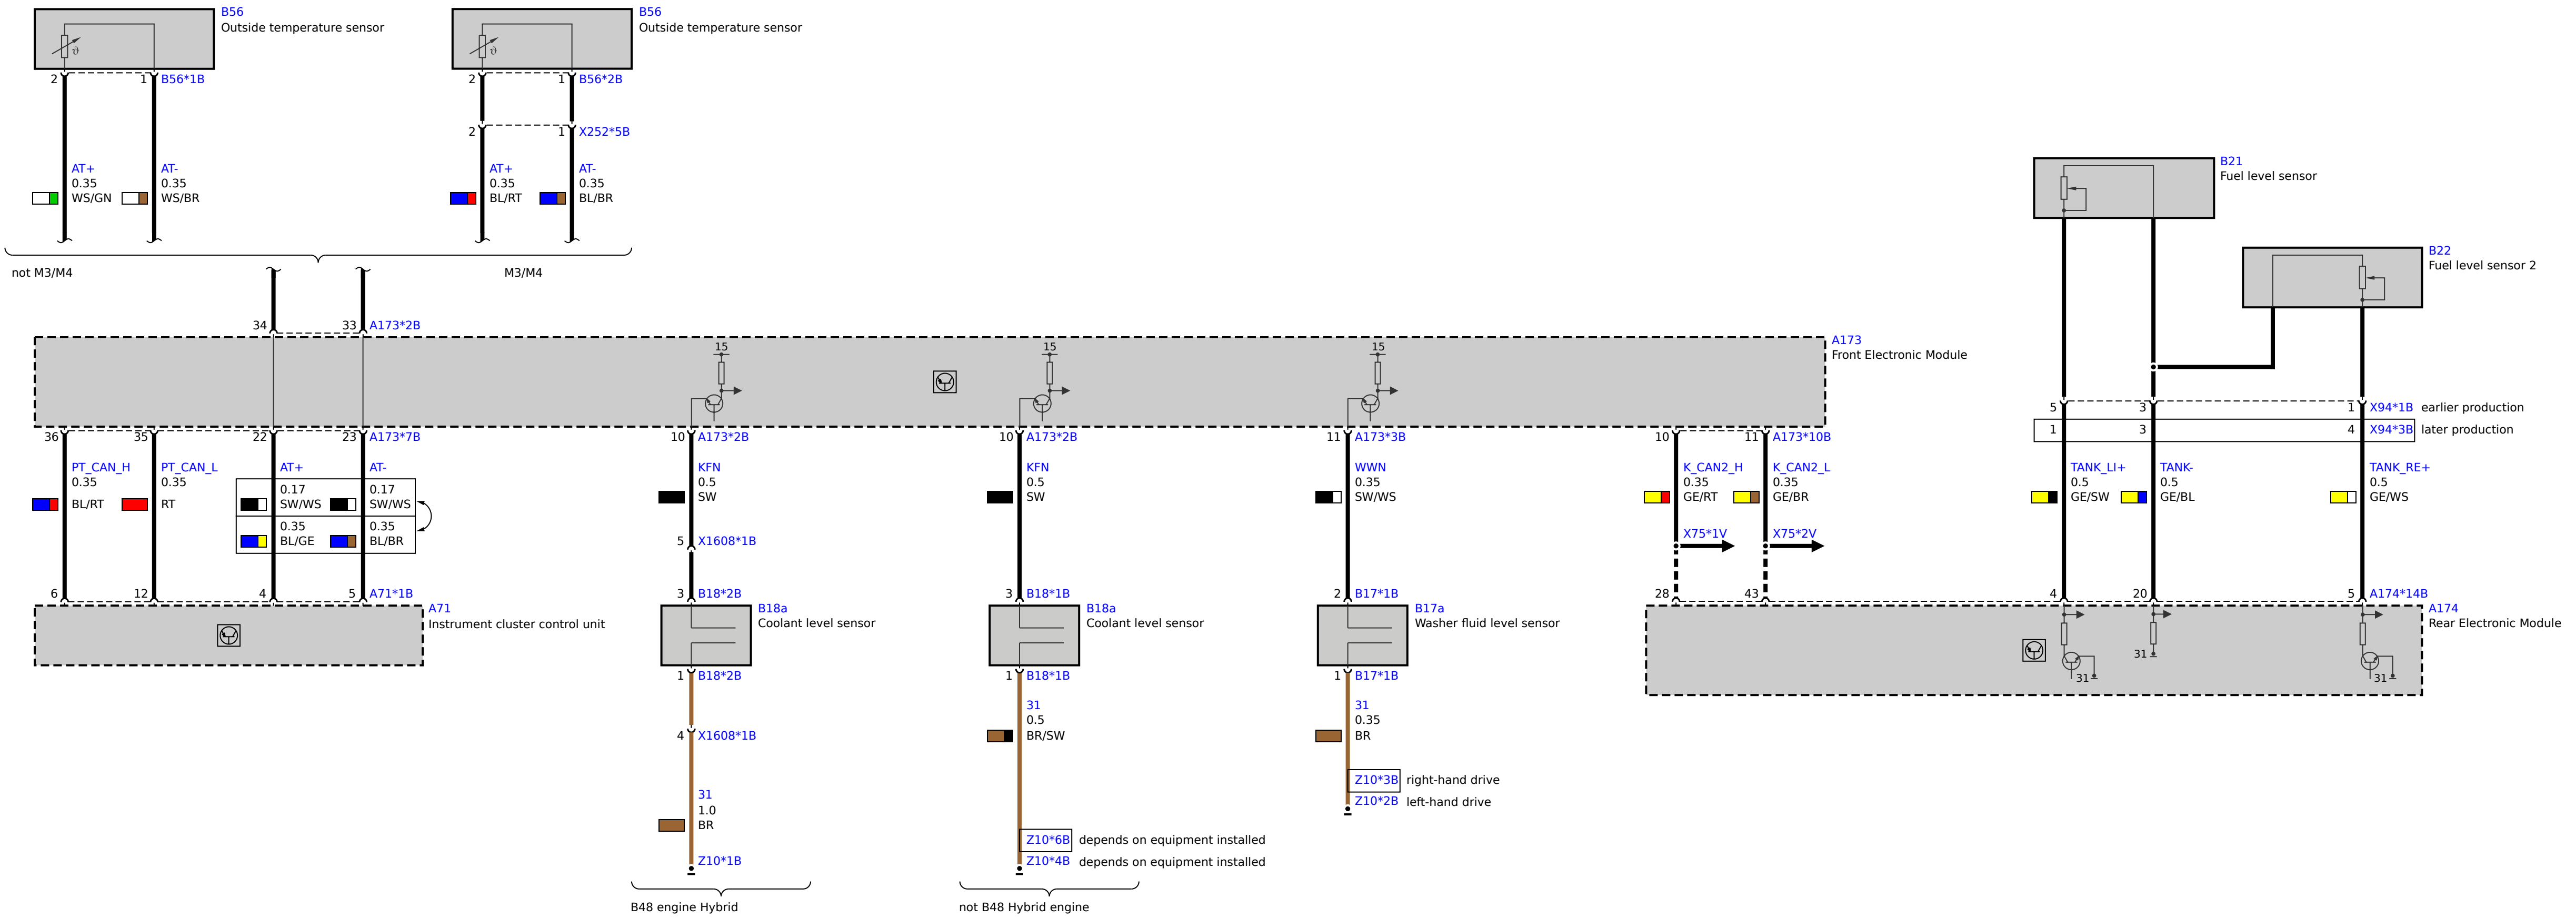 B56
Outside temperature sensor
B56
Outside temperature sensor
ϑ
ϑ
2 1 B56*1B
2 1 B56*2B
2 1 X252*5B
AT+
0.35
WS/GN
AT-
0.35
WS/BR
AT+
0.35
BL/RT
AT-
0.35
BL/BR
not M3/M4
M3/M4
B21
Fuel level sensor
B22
Fuel level sensor 2
34 33 A173*2B
15
15
15
A173
Front Electronic Module
5 3 1 X94*1B earlier production
1 3 4 X94*3B later production
36 35 22 23 A173*7B
10 A173*2B
10 A173*2B
11 A173*3B
10 11 A173*10B
PT_CAN_H
0.35
BL/RT
PT_CAN_L
0.35
RT
AT+
0.17
SW/WS
0.35
BL/GE
AT-
0.17
SW/WS
0.35
BL/BR
KFN
0.5
SW
KFN
0.5
SW
WWN
0.35
SW/WS
K_CAN2_H
0.35
GE/RT
K_CAN2_L
0.35
GE/BR
TANK_LI+
0.5
GE/SW
TANK-
0.5
GE/BL
TANK_RE+
0.5
GE/WS
5 X1608*1B
X75*1V
X75*2V
6 12 4 5 A71*1B
3 B18*2B
3 B18*1B
2 B17*1B
28 43 4 20 5 A174*14B
A71
Instrument cluster control unit
B18a
Coolant level sensor
B18a
Coolant level sensor
B17a
Washer fluid level sensor
A174
Rear Electronic Module
31
31
31
1 B18*2B
1 B18*1B
1 B17*1B
4 X1608*1B
31
0.5
BR/SW
31
0.35
BR
Z10*3B right-hand drive
Z10*2B left-hand drive
31
1.0
BR
Z10*6B depends on equipment installed
Z10*1B
Z10*4B depends on equipment installed
B48 engine Hybrid
not B48 Hybrid engine